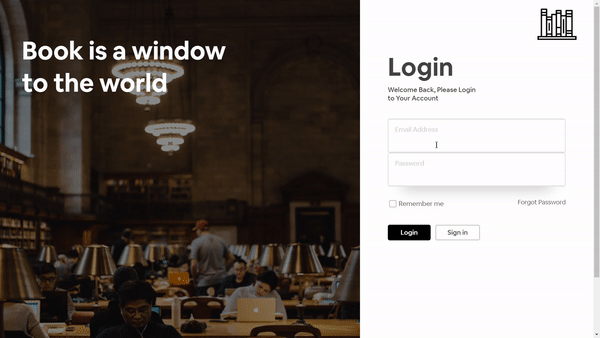 Book is a window
to the world
Login
Welcome Back, Please Login
to Your Account
Email Address
Password
Remember me
Forgot Password
Login
Sign in